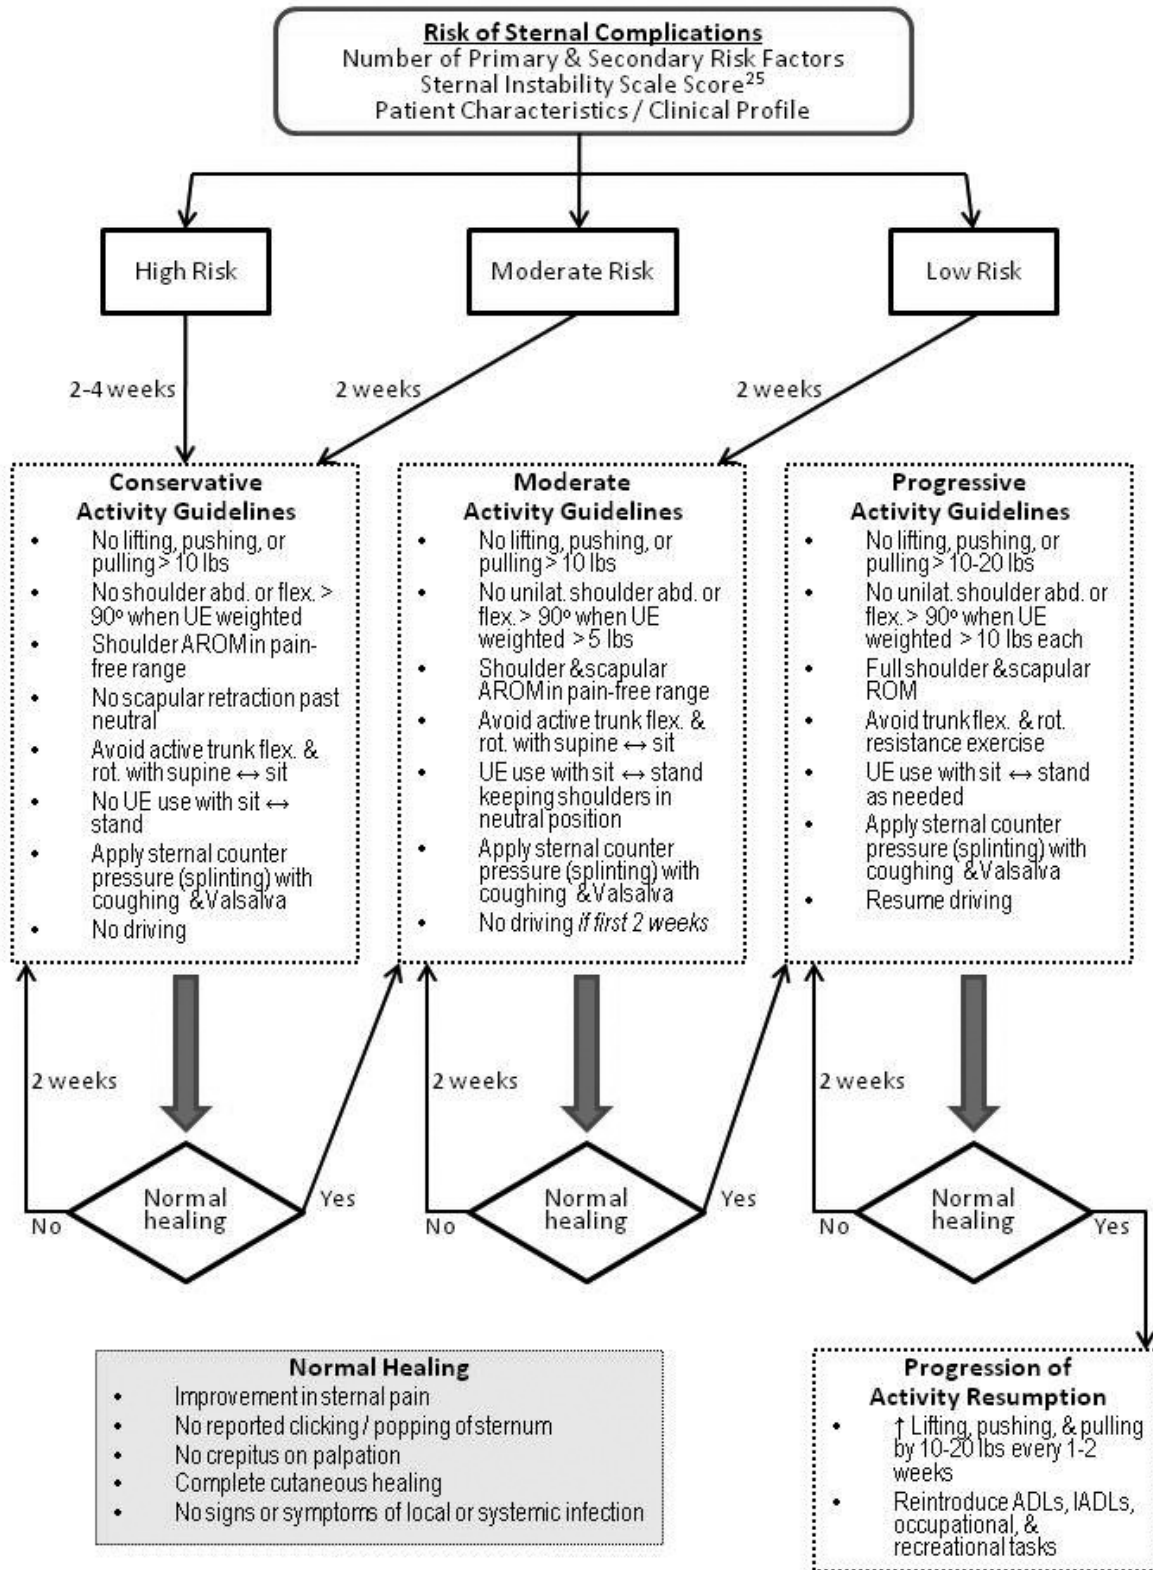 Risk of Sternal Complications
Number of Primary & Secondary Risk Factors
Sternal Instability Scale Score25
Patient Characteristics / Clinical Profile
High Risk
Moderate Risk
Low Risk
2-4 weeks
2 weeks
2 weeks
Conservative
Activity Guidelines
• No lifting, pushing, or
pulling > 10 lbs
• No shoulder abd. or flex. >
90º when UE weighted
• Shoulder AROM in pain-
free range
• No scapular retraction past
neutral
• Avoid active trunk flex. &
rot. with supine ↔ sit
• No UE use with sit ↔
stand
• Apply sternal counter
pressure (splinting) with
coughing & Valsalva
• No driving
Moderate
Activity Guidelines
• No lifting, pushing, or
pulling > 10 lbs
• No unilat. shoulder abd. or
flex. > 90º when UE
weighted > 5 lbs
• Shoulder & scapular
AROM in pain-free range
• Avoid active trunk flex. &
rot. with supine ↔ sit
• UE use with sit ↔ stand
keeping shoulders in
neutral position
• Apply sternal counter
pressure (splinting) with
coughing & Valsalva
• No driving if first 2 weeks
Progressive
Activity Guidelines
• No lifting, pushing, or
pulling > 10-20 lbs
• No unilat. shoulder abd. or
flex. > 90º when UE
weighted > 10 lbs each
• Full shoulder & scapular
ROM
• Avoid trunk flex. & rot.
resistance exercise
• UE use with sit ↔ stand
as needed
• Apply sternal counter
pressure (splinting) with
coughing & Valsalva
• Resume driving
2 weeks
Normal
healing
No
Yes
2 weeks
Normal
healing
No
Yes
2 weeks
Normal
healing
No
Yes
Normal Healing
• Improvement in sternal pain
• No reported clicking / popping of sternum
• No crepitus on palpation
• Complete cutaneous healing
• No signs or symptoms of local or systemic infection
Progression of
Activity Resumption
• ↑ Lifting, pushing, & pulling
by 10-20 lbs every 1-2
weeks
• Reintroduce ADLs, IADLs,
occupational, &
recreational tasks